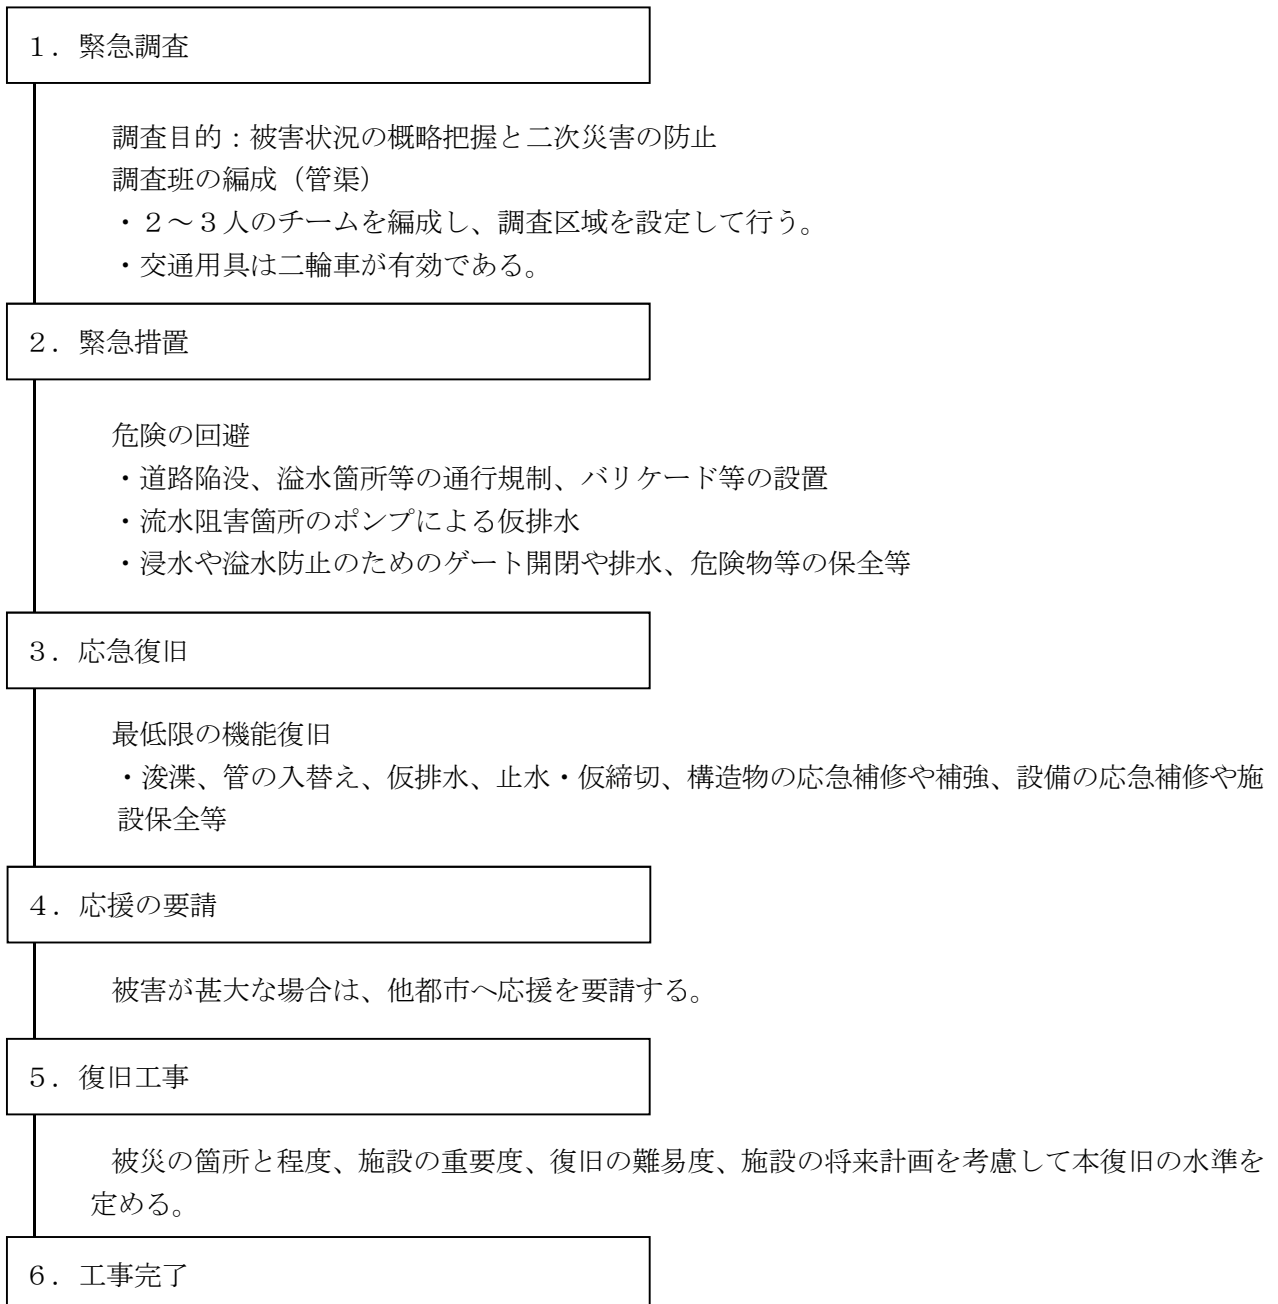 １．緊急調査
調査目的：被害状況の概略把握と二次災害の防止
調査班の編成（管渠）
・２～３人のチームを編成し、調査区域を設定して行う。
・交通用具は二輪車が有効である。
２．緊急措置
危険の回避
・道路陥没、溢水箇所等の通行規制、バリケード等の設置
・流水阻害箇所のポンプによる仮排水
・浸水や溢水防止のためのゲート開閉や排水、危険物等の保全等
３．応急復旧
最低限の機能復旧
・浚渫、管の入替え、仮排水、止水・仮締切、構造物の応急補修や補強、設備の応急補修や施
設保全等
４．応援の要請
被害が甚大な場合は、他都市へ応援を要請する。
５．復旧工事
被災の箇所と程度、施設の重要度、復旧の難易度、施設の将来計画を考慮して本復旧の水準を
定める。
６．工事完了